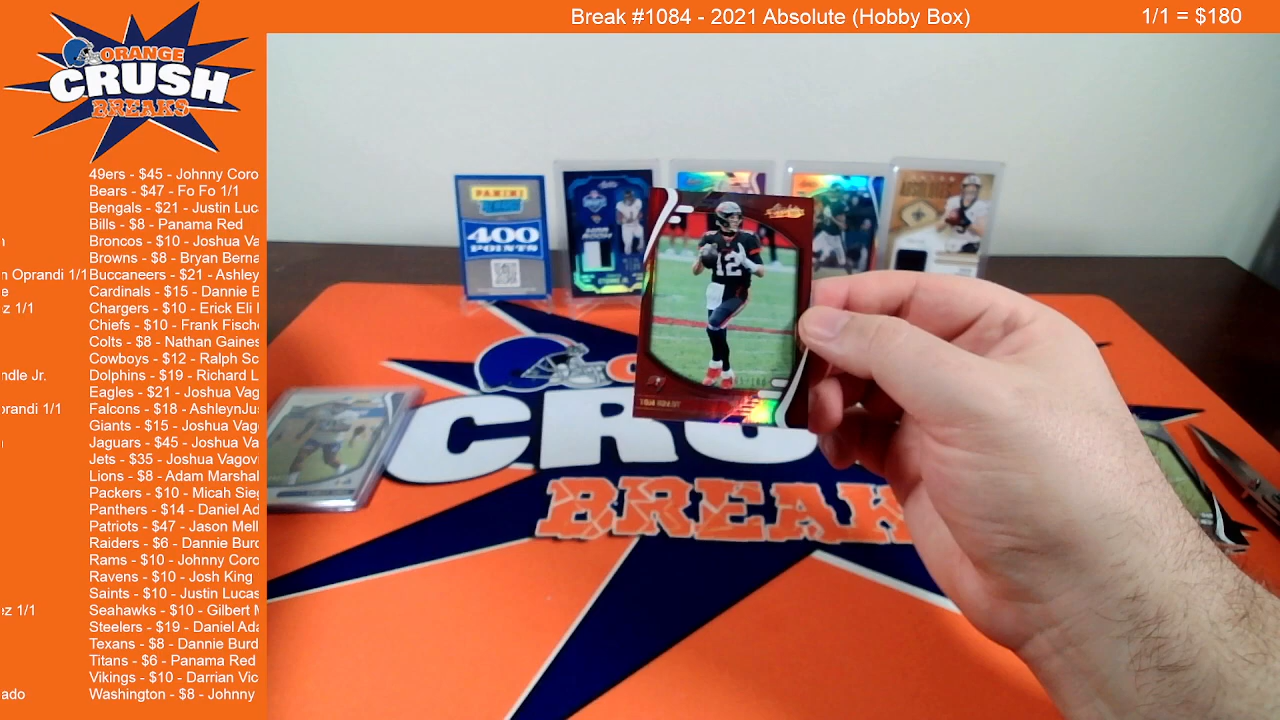 Break #1084 - 2021 Absolute (Hobby Box)
1/1 = $180
ORANGE
CRUSH
BREAKS
49ers - $45 - Johnny Coro
Bears - $47 - Fo Fo 1/1
Bengals - $21 - Justin Luc
Bills - $8 - Panama Red
Broncos - $10 - Joshua Va
Browns - $8 - Bryan Berna
n Oprandi 1/1 Buccaneers - $21 - Ashley
Cardinals - $15 - Dannie B
z 1/1 Chargers - $10 - Erick Eli
Chiefs - $10 - Frank Fisch
Colts - $8 - Nathan Gaines
Cowboys - $12 - Ralph Sc
ndle Jr. Dolphins - $19 - Richard L
Eagles - $21 - Joshua Vag
prandi 1/1 Falcons - $18 - AshleynJu
Giants - $15 - Joshua Vag
Jaguars - $45 - Joshua Va
Jets - $35 - Joshua Vagov
Lions - $8 - Adam Marshal
Packers - $10 - Micah Sie
Panthers - $14 - Daniel Ad
Patriots - $47 - Jason Mell
Raiders - $6 - Dannie Burd
Rams - $10 - Johnny Coro
Ravens - $10 - Josh King
Saints - $10 - Justin Lucas
ez 1/1 Seahawks - $10 - Gilbert
Steelers - $19 - Daniel Ada
Texans - $8 - Dannie Burd
Titans - $6 - Panama Red
Vikings - $10 - Darrian Vic
ado Washington - $8 - Johnny
PANINI
400
POINTS
12
CRU
BREAK